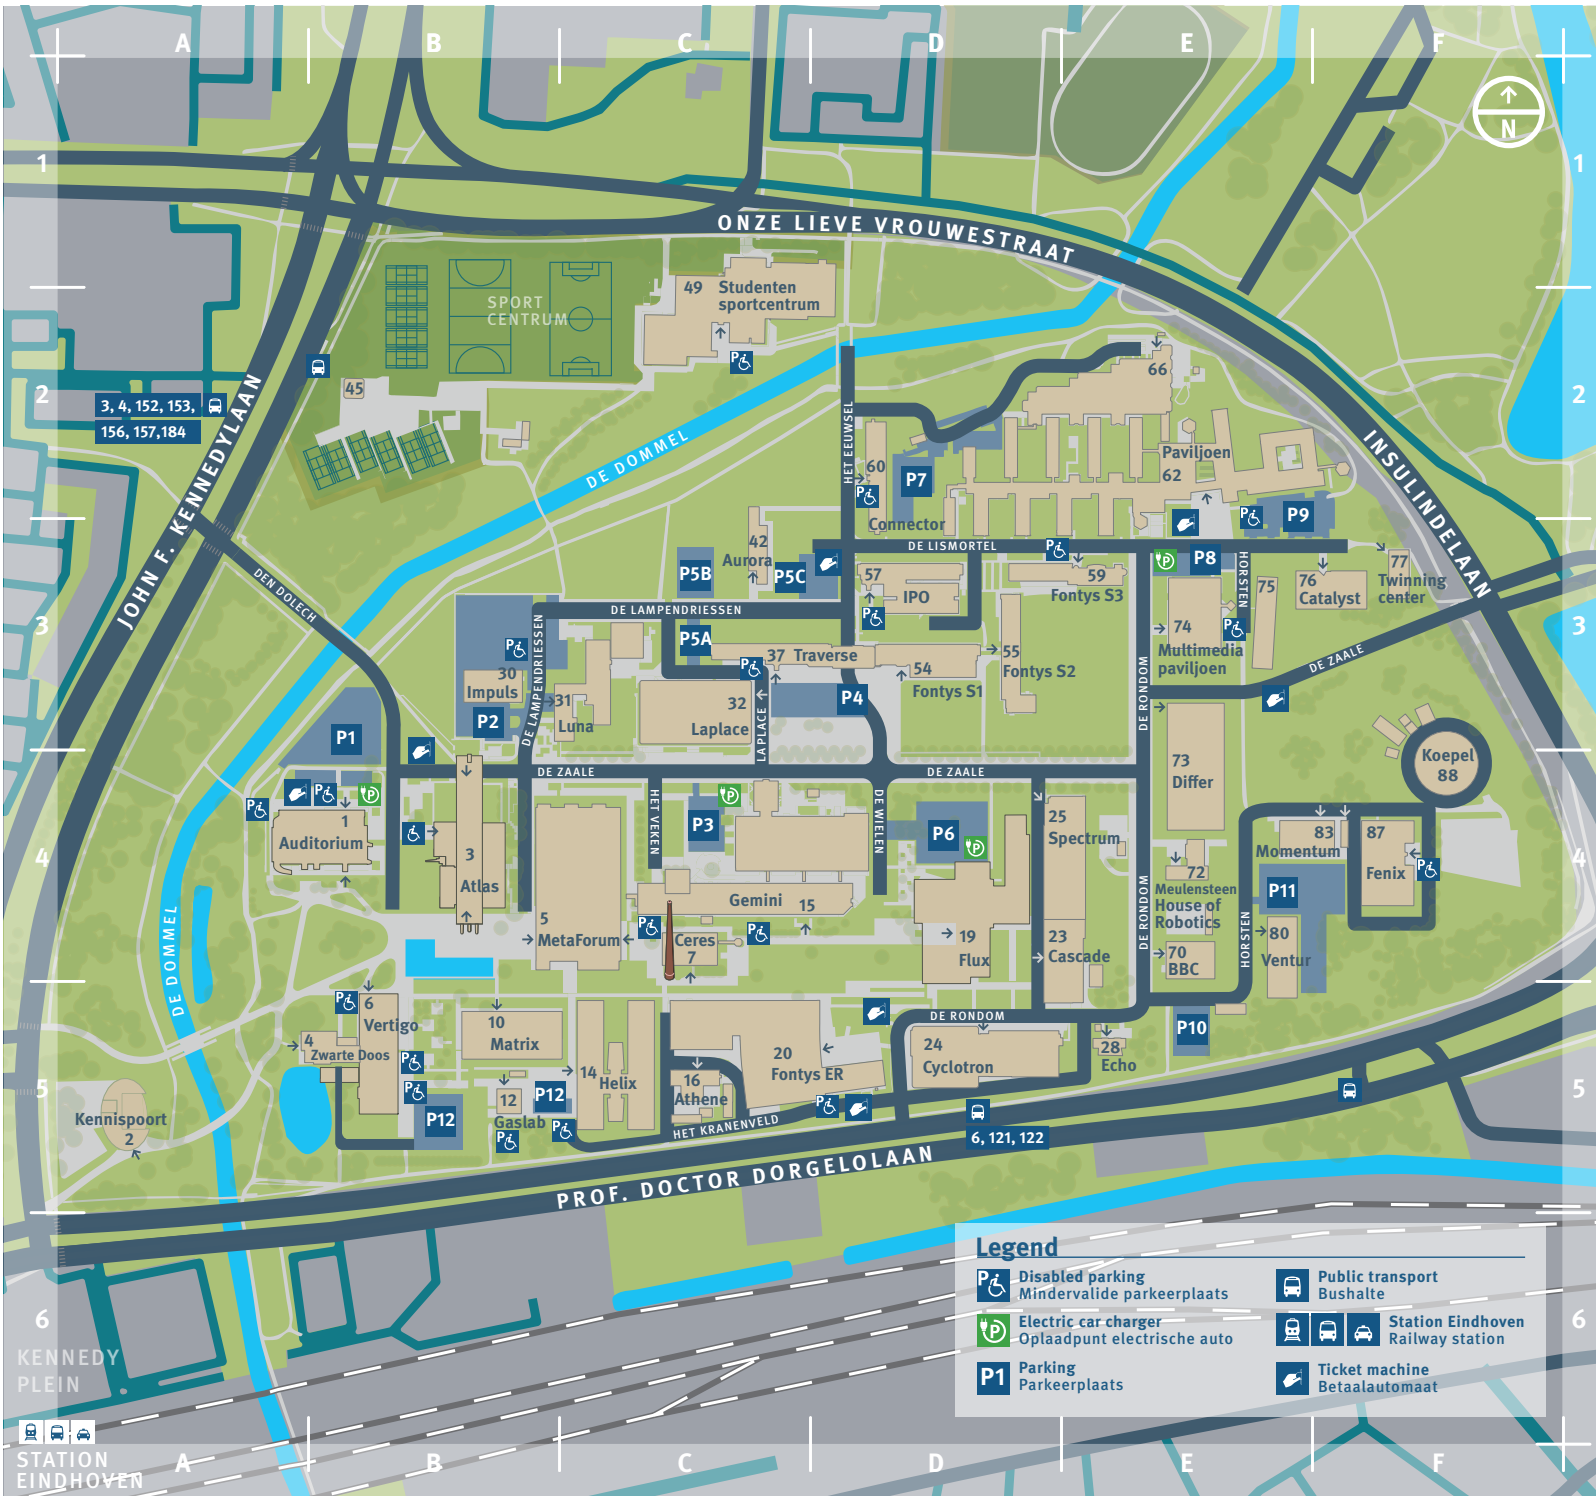 A B C D E F
1 1
N
ONZE LIEVE VROUWESTRAAT
49 Studenten
sportcentrum
SPORT
CENTRUM
P
2 2
45
66
3, 4, 152, 153,
156, 157,184
JOHN F. KENNEDYLAAN
INSULINDELAAN
DE DOMMEL
HET EEUWSEL
60
P
P7
Connector
Paviljoen
62
P
P9
42
Aurora
P5B
P5C
DE LISMORTEL
P
P
P8
HORSTEN
77
Twinning
center
57
IPO
P
59
Fontys S3
75
76
Catalyst
DEN DOLECH
3 3
DE LAMPENDRIESSEN
DE LAMPENDRIESSEN
P
P5A
37 Traverse
P
54
Fontys S1
55
Fontys S2
74
Multimedia
paviljoen
P
DE ZAALE
DE RONDOM
30
Impuls
P2
31
Luna
32
Laplace
LAPLACE
P4
P1
73
Differ
Koepel
88
DE ZAALE
DE ZAALE
P
P
P
1
Auditorium
P
3
Atlas
HET VEKEN
P
P3
DE WIELEN
P6
P
25
Spectrum
83
Momentum
87
Fenix
P
4 4
72
Meulensteen
House of
Robotics
P11
DE RONDOM
HORSTEN
80
Ventur
70
BBC
Gemini 15
5
MetaForum
P
Ceres
7
P
19
Flux
23
Cascade
DE DOMMEL
P
6
Vertigo
4
Zwarte Doos
P
P
P12
10
Matrix
12
Gaslab
P
P12
P
14 Helix
16
Athene
20
Fontys ER
P
HET KRANENVELD
DE RONDOM
24
Cyclotron
28
Echo
P10
5 5
Kennispoort
2
6, 121, 122
PROF. DOCTOR DORGELOLAAN
6 6
KENNEDY
PLEIN
STATION
EINDHOVEN
Legend
P
Disabled parking
Mindervalide parkeerplaats
Public transport
Bushalte
P
Electric car charger
Oplaadpunt electrische auto
Station Eindhoven
Railway station
P1
Parking
Parkeerplaats
Ticket machine
Betaalautomaat
A B C D E F